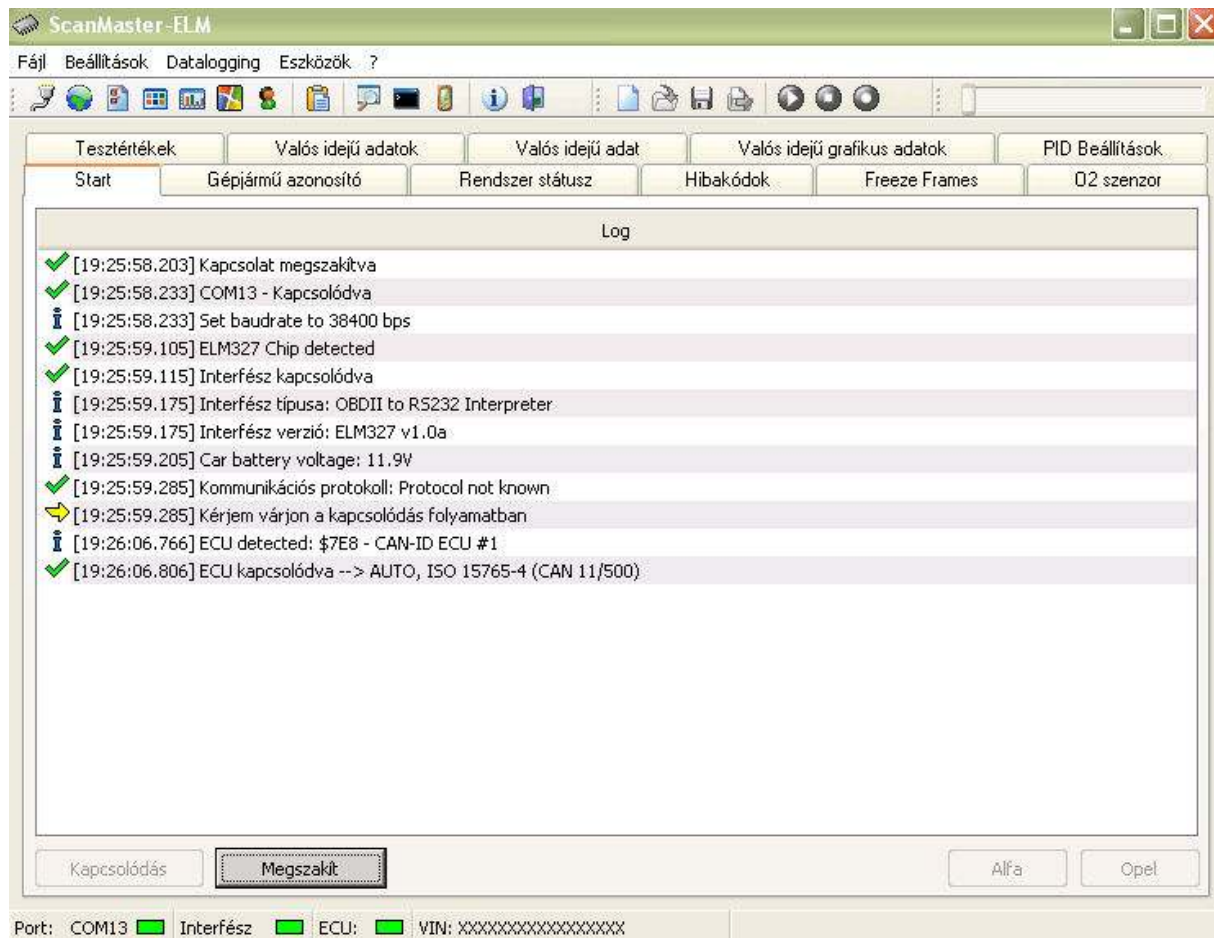 ScanMaster-ELM
Fájl Beállítások Datalogging Eszközök ?
Tesztértékek Valós idejű adatok Valós idejű adat Valós idejű grafikus adatok PID Beállítások
Start Gépjármű azonosító Rendszer státusz Hibakódok Freeze Frames O2 szenzor
Log
[19:25:58.203] Kapcsolat megszakítva
[19:25:58.233] COM13 - Kapcsolódva
[19:25:58.233] Set baudrate to 38400 bps
[19:25:59.105] ELM327 Chip detected
[19:25:59.115] Interfész kapcsolódva
[19:25:59.175] Interfész típusa: OBDII to RS232 Interpreter
[19:25:59.175] Interfész verzió: ELM327 v1.0a
[19:25:59.205] Car battery voltage: 11.9V
[19:25:59.285] Kommunikációs protokoll: Protocol not known
[19:25:59.285] Kérjem várjon a kapcsolódás folyamatban
[19:26:06.766] ECU detected: $7E8 - CAN-ID ECU #1
[19:26:06.806] ECU kapcsolódva --> AUTO, ISO 15765-4 (CAN 11/500)
Kapcsolódás Megszakít Alfa Opel
Port: COM13 Interfész ECU: VIN: XXXXXXXXXXXXXXXXX